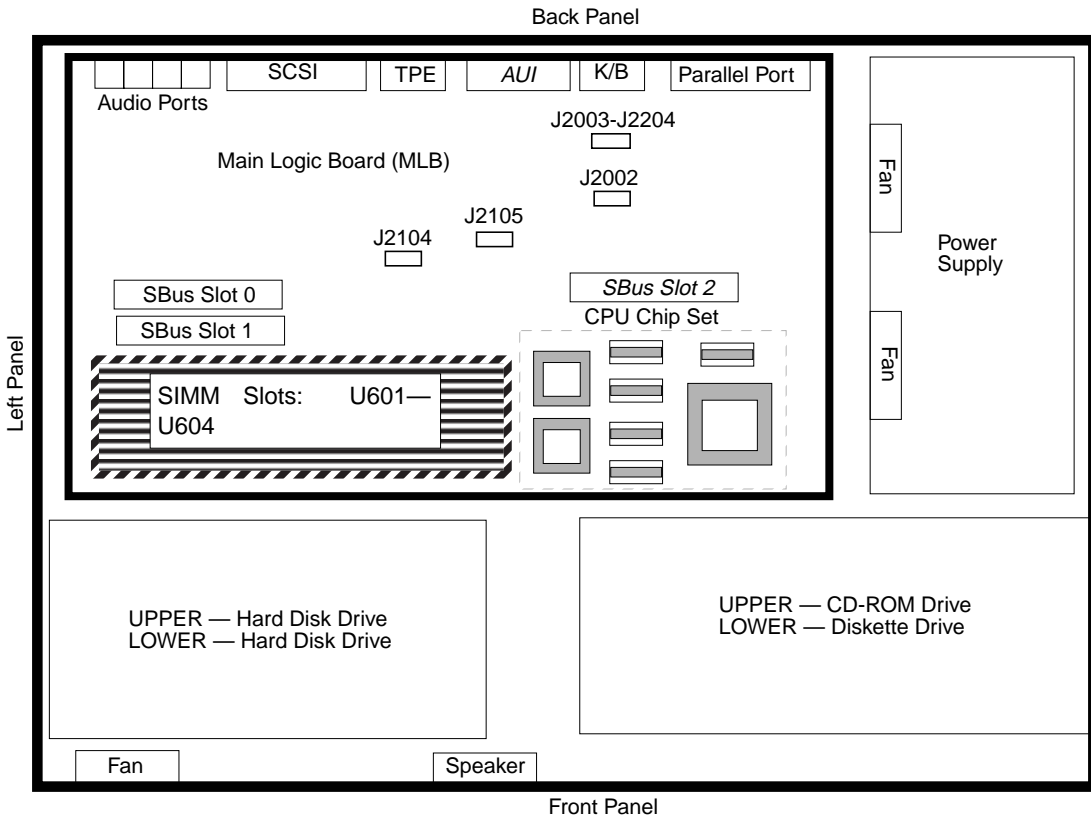 Back Panel
SCSI
TPE
AUI
K/B
Parallel Port
Audio Ports
J2003-J2204
Main Logic Board (MLB)
Fan
J2002
J2105
J2104
Power
Supply
SBus Slot 0
SBus Slot 2
SBus Slot 1
CPU Chip Set
Fan
Left Panel
SIMM Slots: U601—
U604
UPPER — Hard Disk Drive
LOWER — Hard Disk Drive
UPPER — CD-ROM Drive
LOWER — Diskette Drive
Fan
Speaker
Front Panel